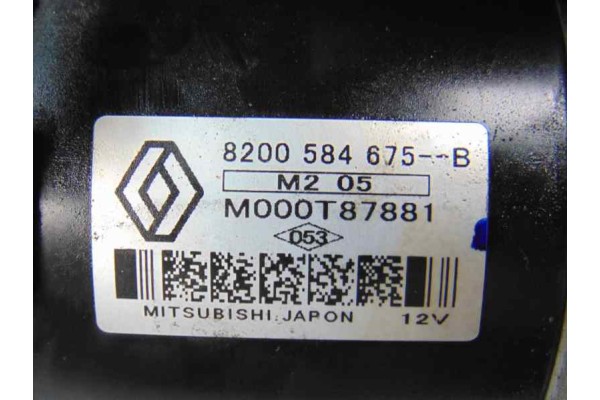 8200 584 675--B
M2 05
M000T87881
053
MITSUBISHI.JAPON 12V